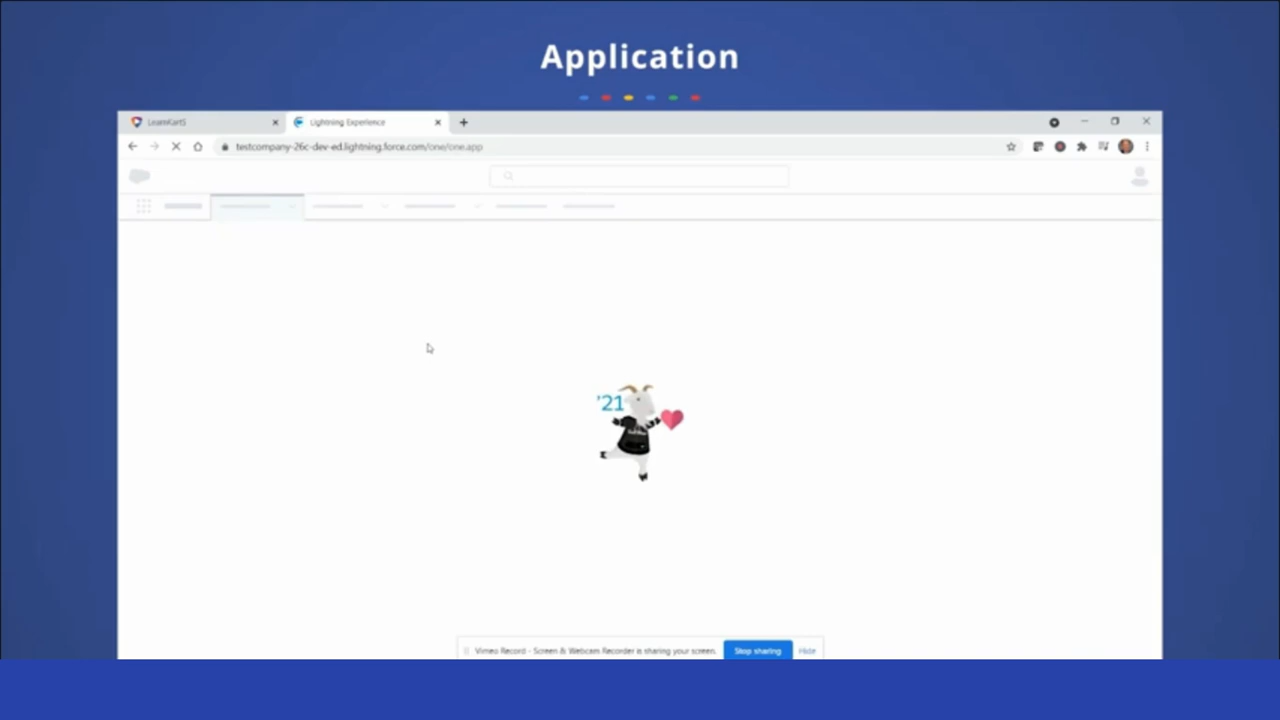 Application
LearnKartS
Lightning Experience
testcompany-26c-dev-ed.lightning.force.com/one/one.app
'21
Vimeo Record - Screen & Webcam Recorder is sharing your screen.
Stop sharing
Hide